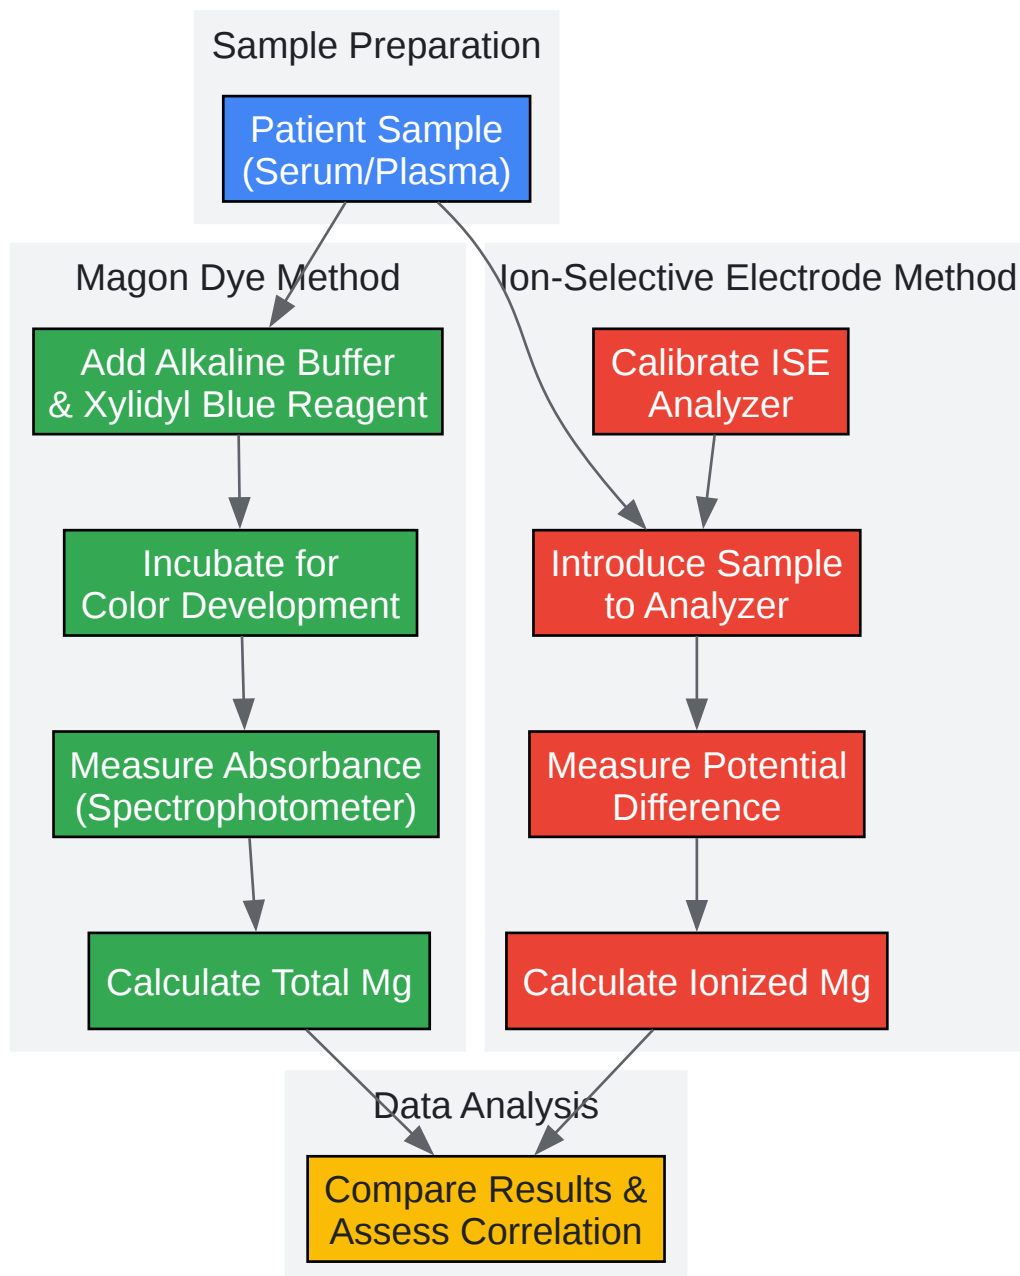 Sample Preparation
Patient Sample
(Serum/Plasma)
Magon Dye Method
Add Alkaline Buffer
& Xylidyl Blue Reagent
Incubate for
Color Development
Measure Absorbance
(Spectrophotometer)
Calculate Total Mg
Ion-Selective Electrode Method
Calibrate ISE
Analyzer
Introduce Sample
to Analyzer
Measure Potential
Difference
Calculate Ionized Mg
Data Analysis
Compare Results &
Assess Correlation